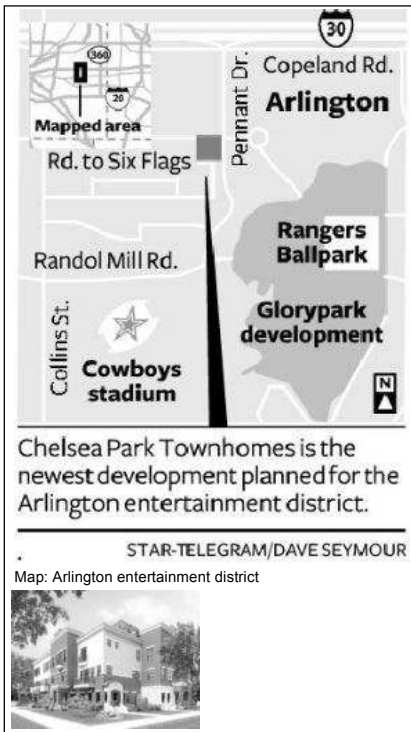 30
360
20
Mapped area
Pennant Dr.
Copeland Rd.
Arlington
Rd. to Six Flags
Rangers
Ballpark
Randol Mill Rd.
Glorypark
development
Collins St.
Cowboys
stadium
N
Chelsea Park Townhomes is the
newest development planned for the
Arlington entertainment district.
STAR-TELEGRAM/DAVE SEYMOUR
Map: Arlington entertainment district